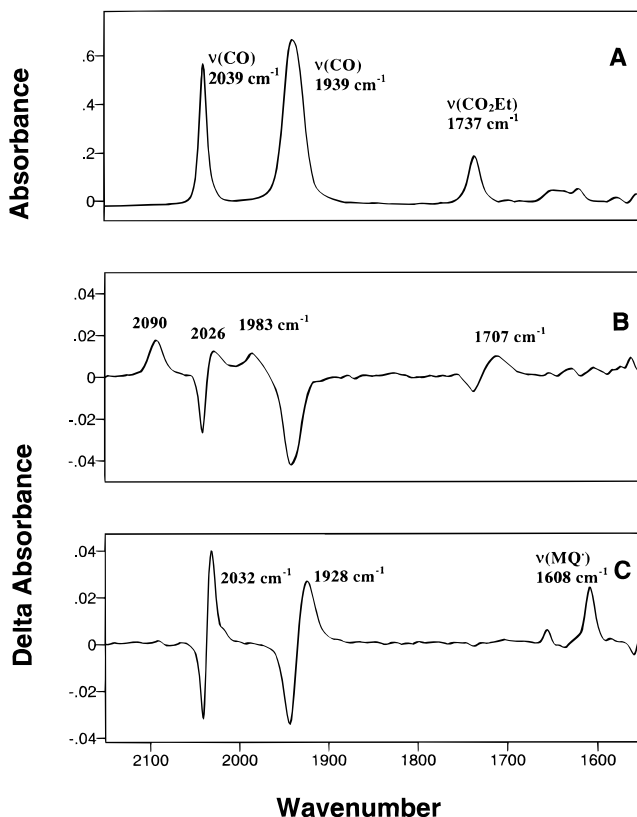 A
ν(CO)
2039 cm⁻¹
ν(CO)
1939 cm⁻¹
ν(CO₂Et)
1737 cm⁻¹
Absorbance
.6
.4
.2
0
B
2090
2026
1983 cm⁻¹
1707 cm⁻¹
.04
.02
0
-.02
-.04
C
2032 cm⁻¹
1928 cm⁻¹
ν(MQ·)
1608 cm⁻¹
Delta Absorbance
.04
.02
0
-.02
-.04
2100 2000 1900 1800 1700 1600
Wavenumber